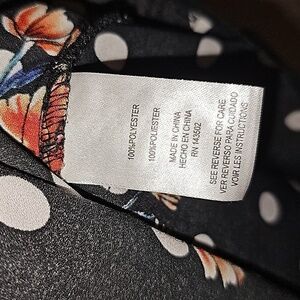 100%POLYESTER
100%POLIESTER
MADE IN CHINA
HECHO EN CHINA
RN 143502
SEE REVERSE FOR CARE
VER REVERSO PARA CUIDADO
VOIR LES INSTRUCTIONS